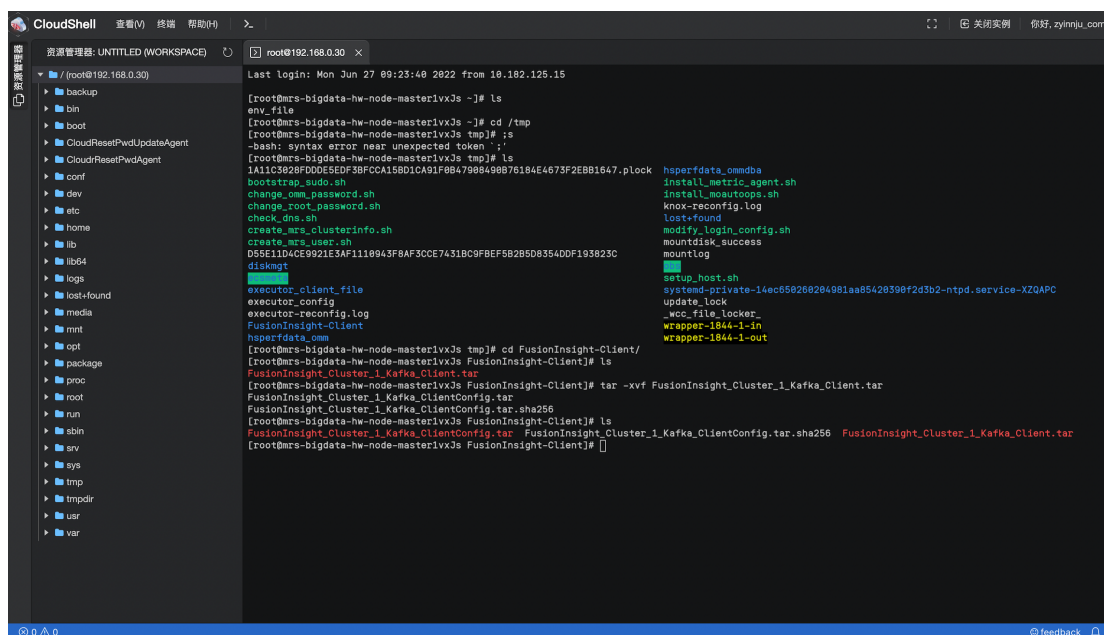 CloudShell 查看(V) 终端 帮助(H) 关闭实例 你好, zyinnju_com
资源管理器
资源管理器: UNTITLED (WORKSPACE)
root@192.168.0.30
/ (root@192.168.0.30)
backup
bin
boot
CloudResetPwdUpdateAgent
CloudrResetPwdAgent
conf
dev
etc
home
lib
lib64
logs
lost+found
media
mnt
opt
package
proc
root
run
sbin
srv
sys
tmp
tmpdir
usr
var
Last login: Mon Jun 27 09:23:40 2022 from 10.182.125.15
[root@mrs-bigdata-hw-node-master1vxJs ~]# ls
env_file
[root@mrs-bigdata-hw-node-master1vxJs ~]# cd /tmp
[root@mrs-bigdata-hw-node-master1vxJs tmp]# ;s
-bash: syntax error near unexpected token `;'
[root@mrs-bigdata-hw-node-master1vxJs tmp]# ls
1A11C3028FDDDE5EDF3BFCCA15BD1CA91F0B47908490B76184E4673F2EBB1647.plock hsperfdata_ommdba
bootstrap_sudo.sh install_metric_agent.sh
change_omm_password.sh install_moautoops.sh
change_root_password.sh knox-reconfig.log
check_dns.sh lost+found
create_mrs_clusterinfo.sh modify_login_config.sh
create_mrs_user.sh mountdisk_success
D55E11D4CE9921E3AF1110943F8AF3CCE7431BC9FBEF5B2B5D8354DDF193823C mountlog
diskmgt
setup_host.sh
executor_client_file systemd-private-14ec650260204981aa85420390f2d3b2-ntpd.service-XZQAPC
executor_config update_lock
executor-reconfig.log _wcc_file_locker_
FusionInsight-Client wrapper-1844-1-in
hsperfdata_omm wrapper-1844-1-out
[root@mrs-bigdata-hw-node-master1vxJs tmp]# cd FusionInsight-Client/
[root@mrs-bigdata-hw-node-master1vxJs FusionInsight-Client]# ls
FusionInsight_Cluster_1_Kafka_Client.tar
[root@mrs-bigdata-hw-node-master1vxJs FusionInsight-Client]# tar -xvf FusionInsight_Cluster_1_Kafka_Client.tar
FusionInsight_Cluster_1_Kafka_ClientConfig.tar
FusionInsight_Cluster_1_Kafka_ClientConfig.tar.sha256
[root@mrs-bigdata-hw-node-master1vxJs FusionInsight-Client]# ls
FusionInsight_Cluster_1_Kafka_ClientConfig.tar FusionInsight_Cluster_1_Kafka_ClientConfig.tar.sha256 FusionInsight_Cluster_1_Kafka_Client.tar
[root@mrs-bigdata-hw-node-master1vxJs FusionInsight-Client]#
0 0 feedback